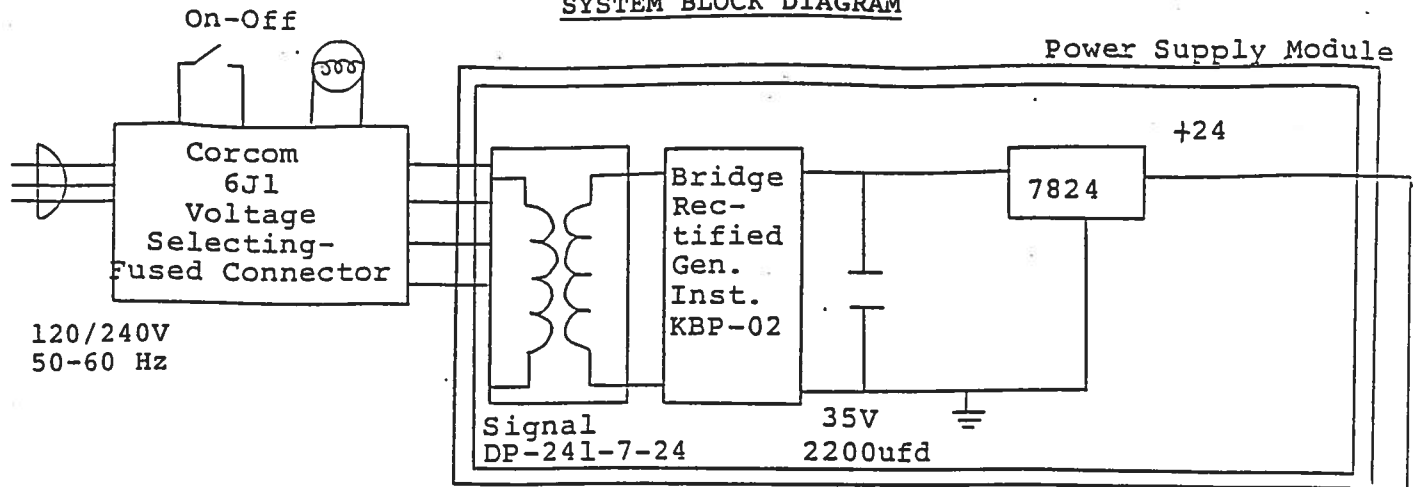 SYSTEM BLOCK DIAGRAM
On-Off
Power Supply Module
Corcom
6J1
Voltage
Selecting-
Fused Connector
120/240V
50-60 Hz
Signal
DP-241-7-24
Bridge
Rec-
tified
Gen.
Inst.
KBP-02
35V
2200ufd
7824
+24